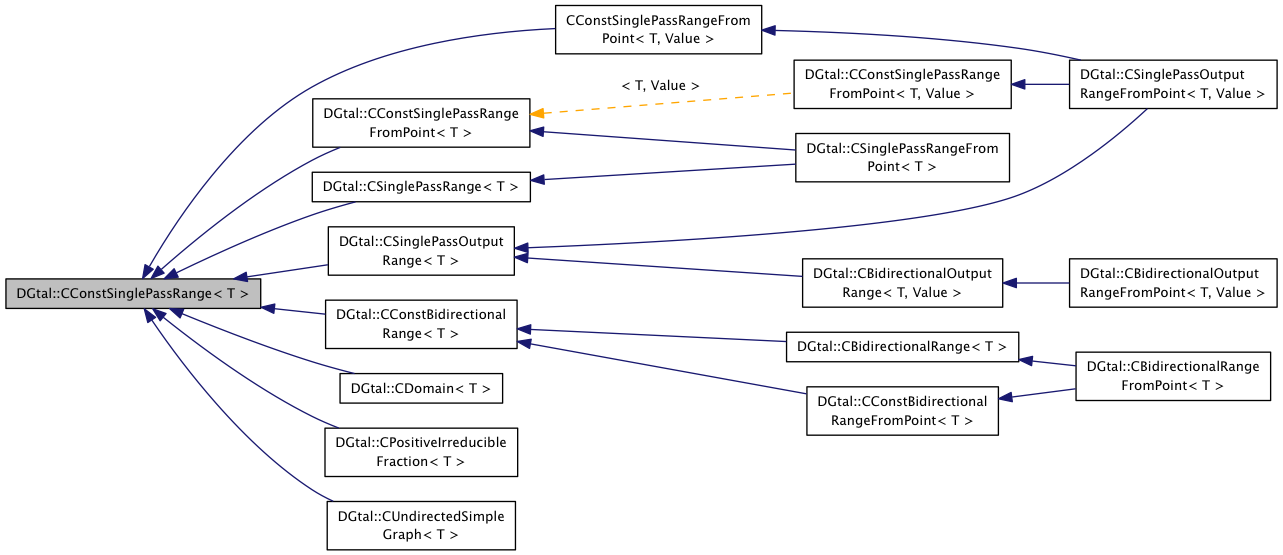 CConstSinglePassRangeFrom
Point< T, Value >
DGtal::CSinglePassOutput
RangeFromPoint< T, Value >
DGtal::CConstSinglePassRange
FromPoint< T, Value >
< T, Value >
DGtal::CConstSinglePassRange
FromPoint< T >
DGtal::CSinglePassRangeFrom
Point< T >
DGtal::CSinglePassRange< T >
DGtal::CSinglePassOutput
Range< T >
DGtal::CBidirectionalOutput
Range< T, Value >
DGtal::CBidirectionalOutput
RangeFromPoint< T, Value >
DGtal::CConstSinglePassRange< T >
DGtal::CConstBidirectional
Range< T >
DGtal::CBidirectionalRange< T >
DGtal::CBidirectionalRange
FromPoint< T >
DGtal::CDomain< T >
DGtal::CConstBidirectional
RangeFromPoint< T >
DGtal::CPositiveIrreducible
Fraction< T >
DGtal::CUndirectedSimple
Graph< T >